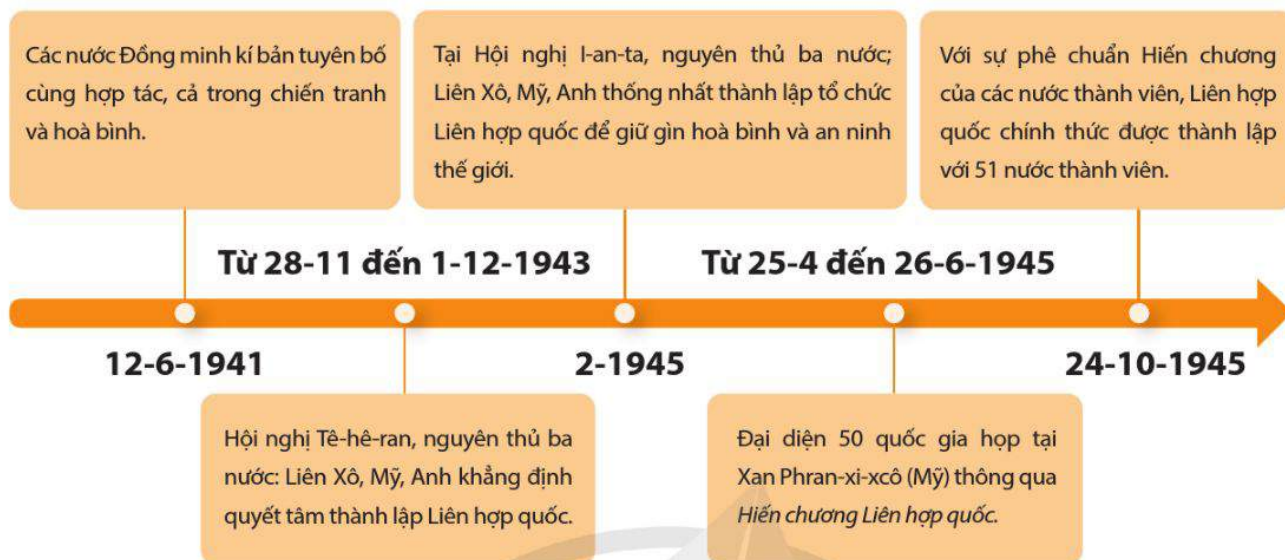 Các nước Đồng minh kí bản tuyên bố
cùng hợp tác, cả trong chiến tranh
và hoà bình.
Tại Hội nghị I-an-ta, nguyên thủ ba nước;
Liên Xô, Mỹ, Anh thống nhất thành lập tổ chức
Liên hợp quốc để giữ gìn hoà bình và an ninh
thế giới.
Với sự phê chuẩn Hiến chương
của các nước thành viên, Liên hợp
quốc chính thức được thành lập
với 51 nước thành viên.
Từ 28-11 đến 1-12-1943
Từ 25-4 đến 26-6-1945
12-6-1941
2-1945
24-10-1945
Hội nghị Tê-hê-ran, nguyên thủ ba
nước: Liên Xô, Mỹ, Anh khẳng định
quyết tâm thành lập Liên hợp quốc.
Đại diện 50 quốc gia họp tại
Xan Phran-xi-xcô (Mỹ) thông qua
Hiến chương Liên hợp quốc.